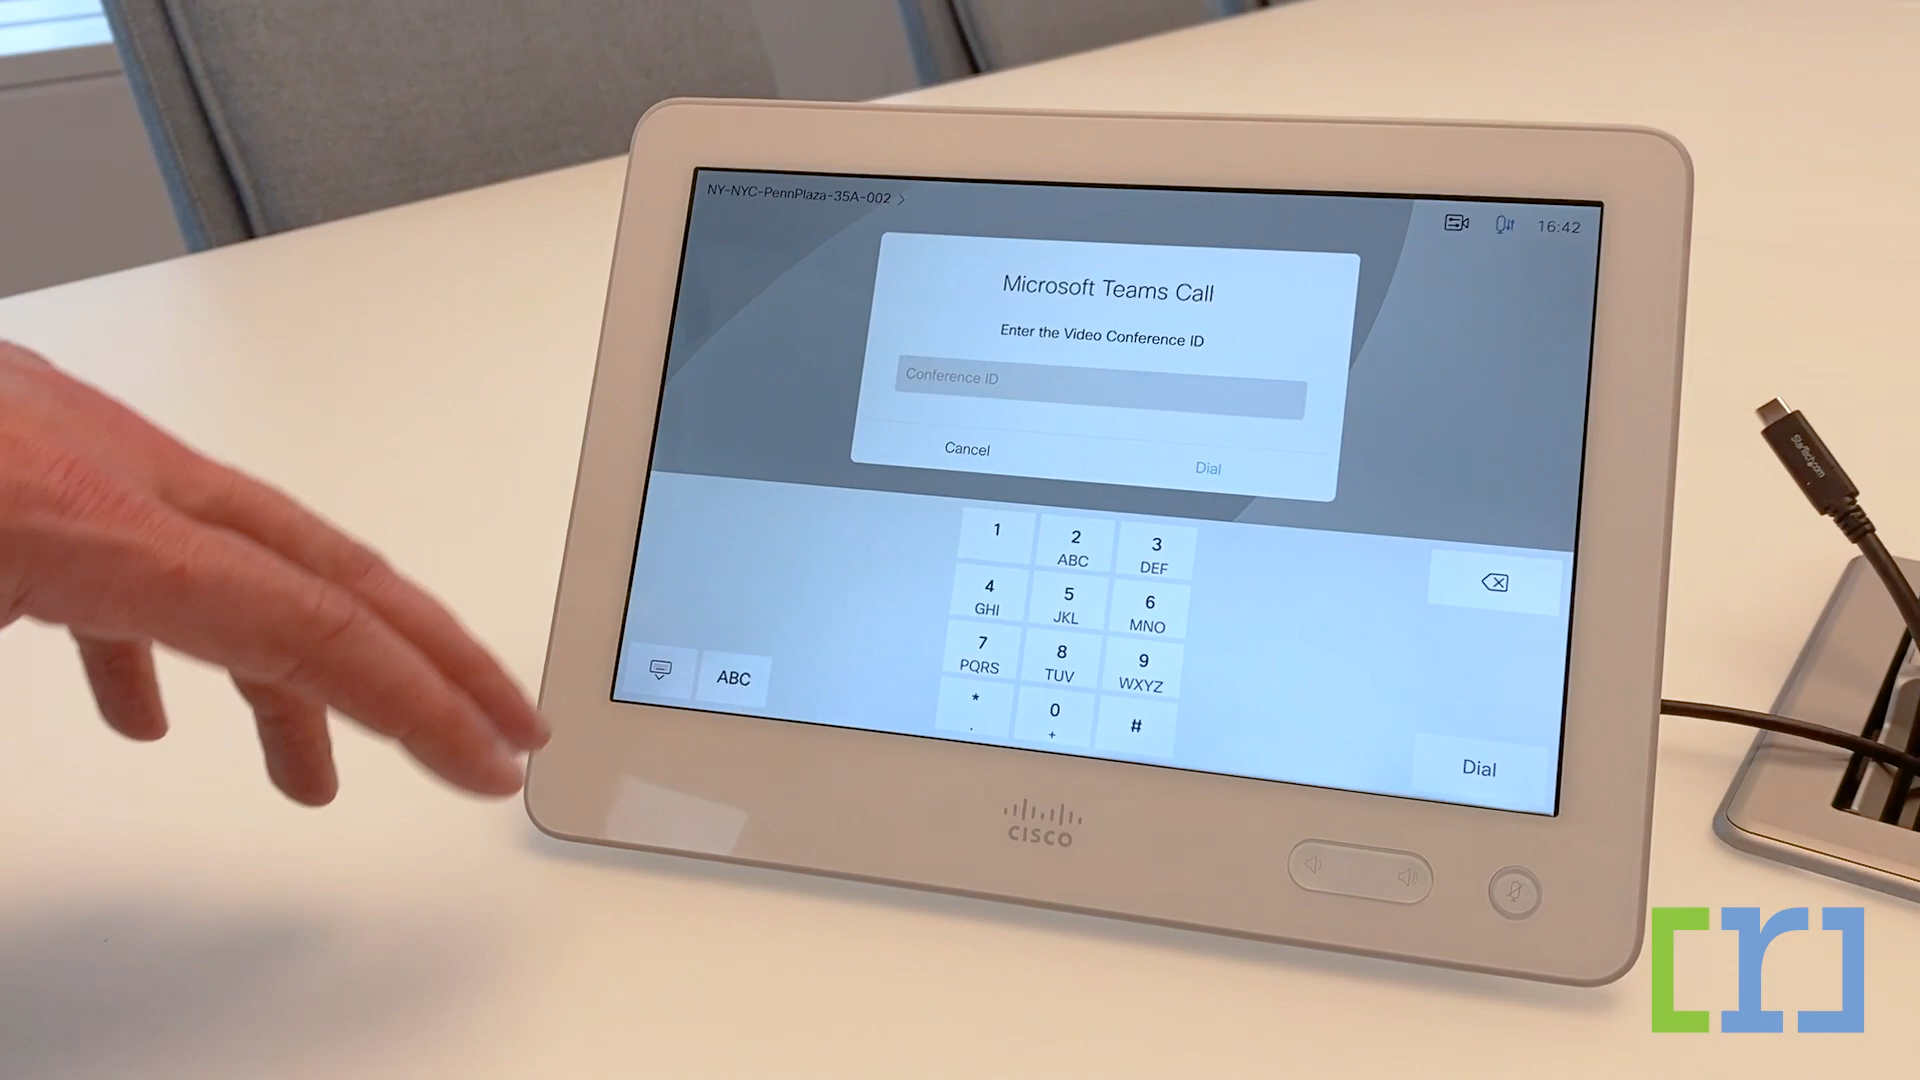 NY-NYC-PennPlaza-35A-002 >
16:42
Microsoft Teams Call
Enter the Video Conference ID
Conference ID
Cancel
Dial
1
2
ABC
3
DEF
4
GHI
5
JKL
6
MNO
7
PQRS
8
TUV
9
WXYZ
*
.
0
+
#
ABC
Dial
CISCO
StarTech.com
[r]